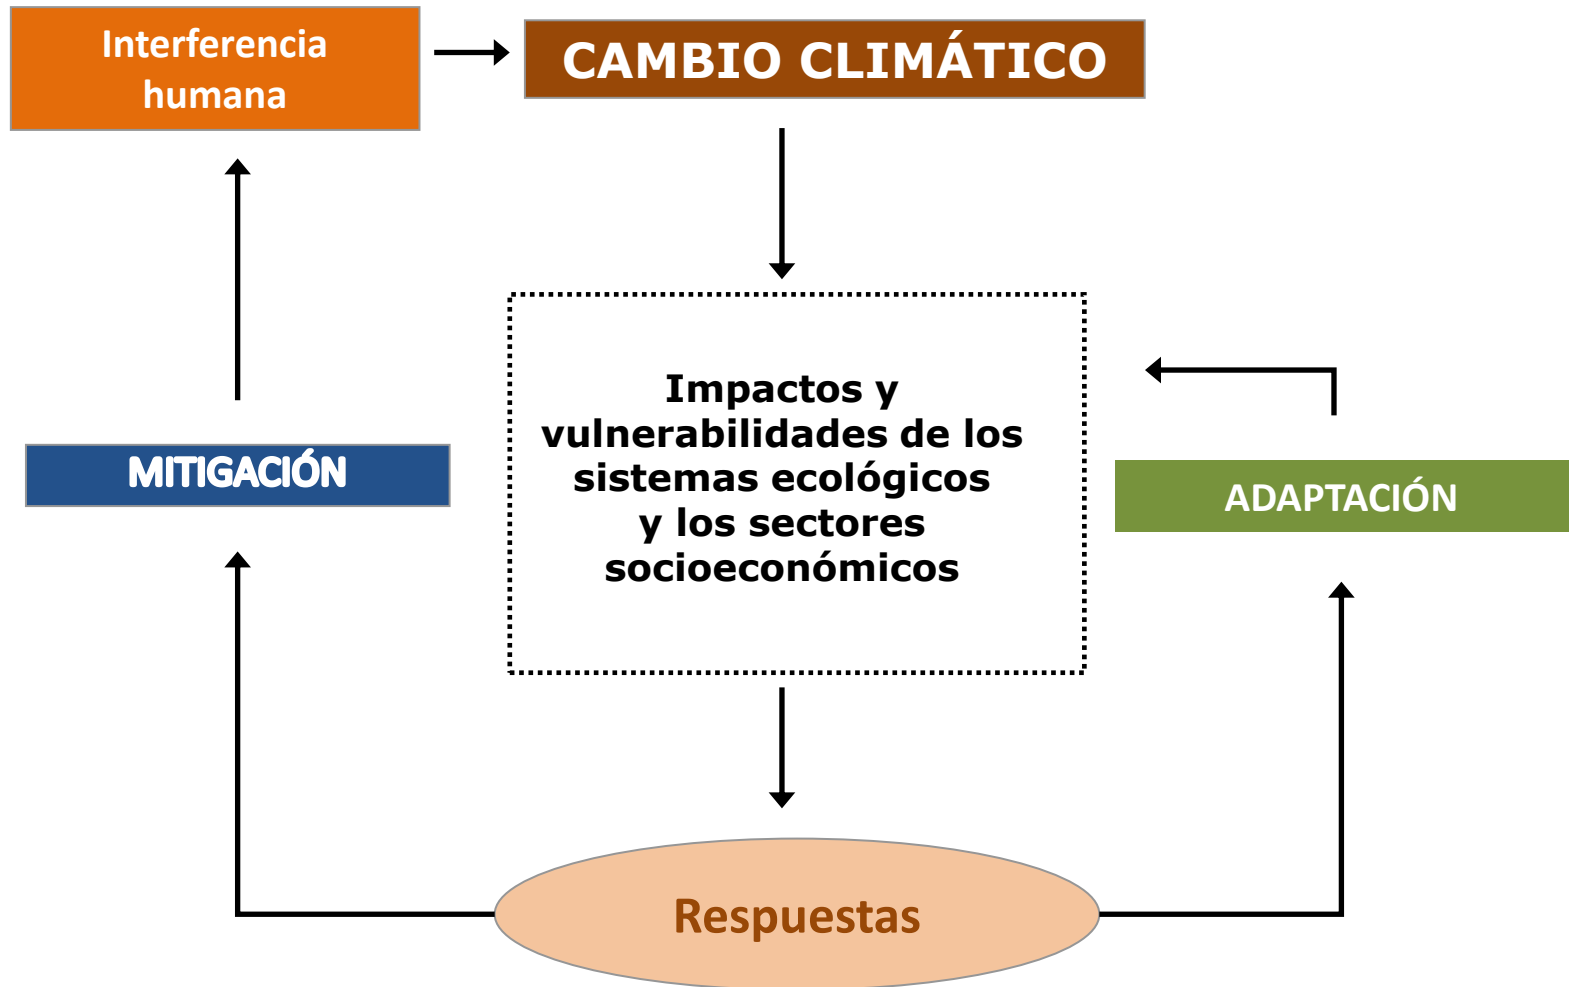 Interferencia
humana
CAMBIO CLIMÁTICO
Impactos y
vulnerabilidades de los
sistemas ecológicos
y los sectores
socioeconómicos
MITIGACIÓN
ADAPTACIÓN
Respuestas